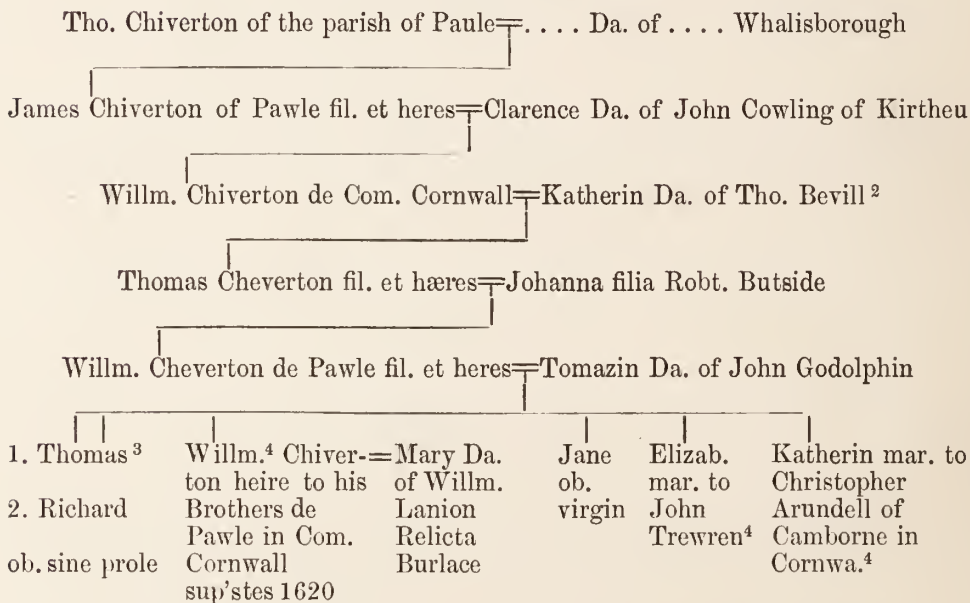 Tho. Chiverton of the parish of Paule=. . . . Da. of . . . . Whalisborough
James Chiverton of Pawle fil. et heres=Clarence Da. of John Cowling of Kirtheu
Willm. Chiverton de Com. Cornwall=Katherin Da. of Tho. Bevill ²
Thomas Cheverton fil. et hæres=Johanna filia Robt. Butside
Willm. Cheverton de Pawle fil. et heres=Tomazin Da. of John Godolphin
1. Thomas ³
2. Richard
ob. sine prole
Willm.⁴ Chiver-=
ton heire to his
Brothers de
Pawle in Com.
Cornwall
sup'stes 1620
Mary Da.
of Willm.
Lanion
Relicta
Burlace
Jane
ob.
virgin
Elizab.
mar. to
John
Trewren⁴
Katherin mar. to
Christopher
Arundell of
Camborne in
Cornwa.⁴